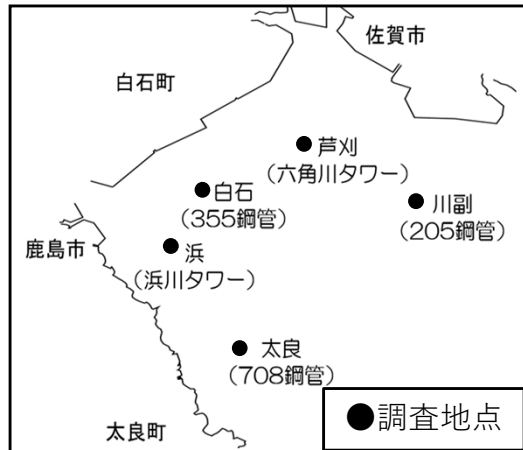 佐賀市
白石町
芦刈
(六角川タワー)
白石
(355鋼管)
川副
(205鋼管)
鹿島市
浜
(浜川タワー)
太良
(708鋼管)
太良町
●調査地点